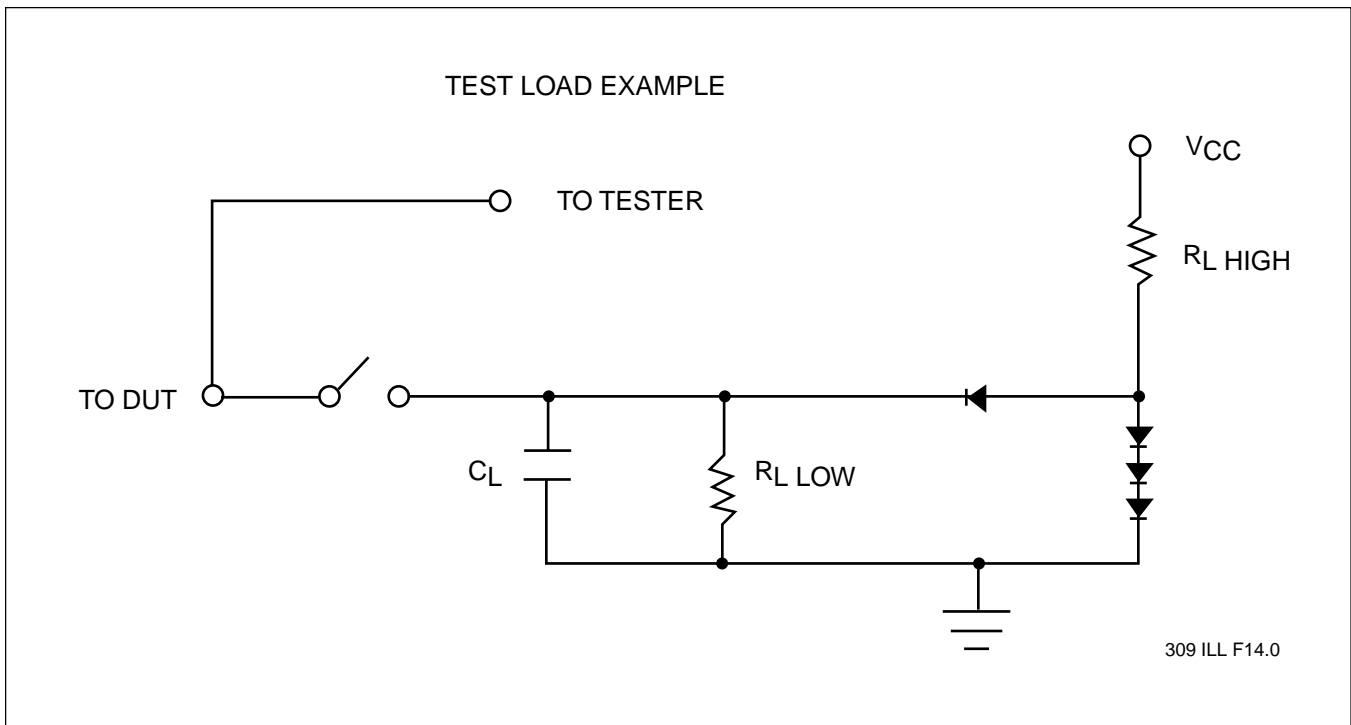 TEST LOAD EXAMPLE
VCC
TO TESTER
RL HIGH
TO DUT
CL
RL LOW
309 ILL F14.0